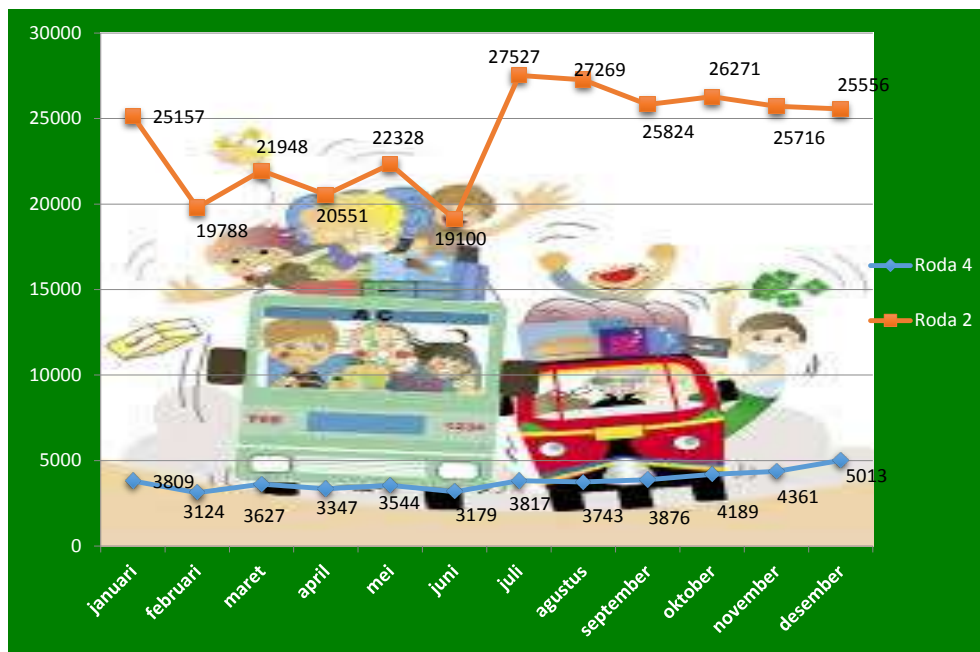 30000
25000
20000
15000
10000
5000
0
25157
19788
21948
20551
22328
19100
27527
27269
25824
26271
25716
25556
3809
3124
3627
3347
3544
3179
3817
3743
3876
4189
4361
5013
januari
februari
maret
april
mei
juni
juli
agustus
september
oktober
november
desember
Roda 4
Roda 2
AC
1234